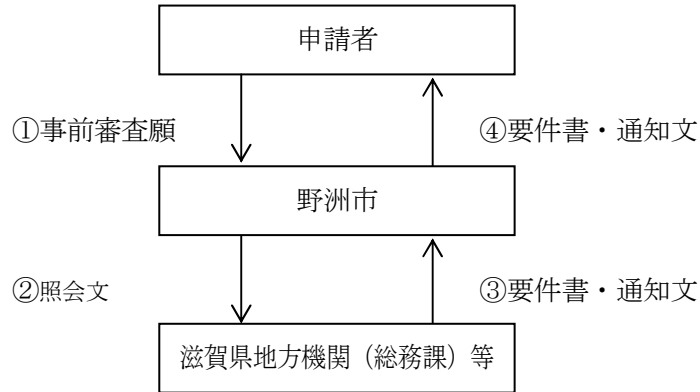 申請者
①事前審査願
④要件書・通知文
野洲市
②照会文
③要件書・通知文
滋賀県地方機関（総務課）等